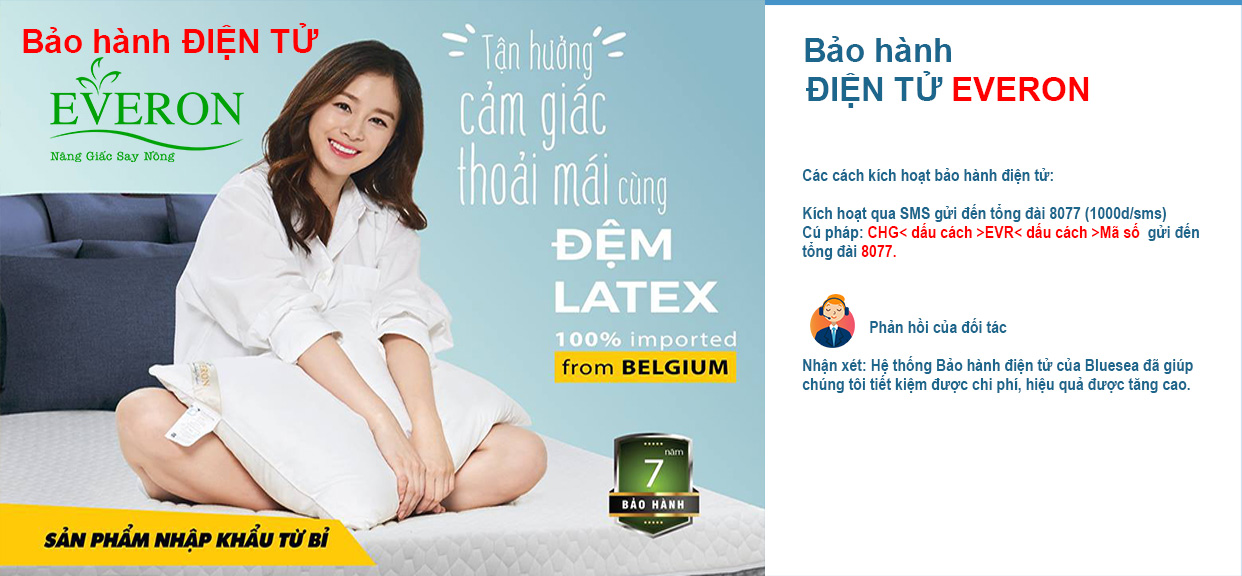 Bảo hành ĐIỆN TỬ
EVERON
Nâng Giấc Say Nồng
Tận hưởng
cảm giác
thoải mái cùng
ĐỆM
LATEX
100% imported
from BELGIUM
EVERON
năm
7
BẢO HÀNH
SẢN PHẨM NHẬP KHẨU TỪ BỈ
Bảo hành
ĐIỆN TỬ EVERON
Các cách kích hoạt bảo hành điện tử:
Kích hoạt qua SMS gửi đến tổng đài 8077 (1000d/sms)
Cú pháp: CHG< dấu cách >EVR< dấu cách >Mã số gửi đến
tổng đài 8077.
Phản hồi của đối tác
Nhận xét: Hệ thống Bảo hành điện tử của Bluesea đã giúp
chúng tôi tiết kiệm được chi phí, hiệu quả được tăng cao.